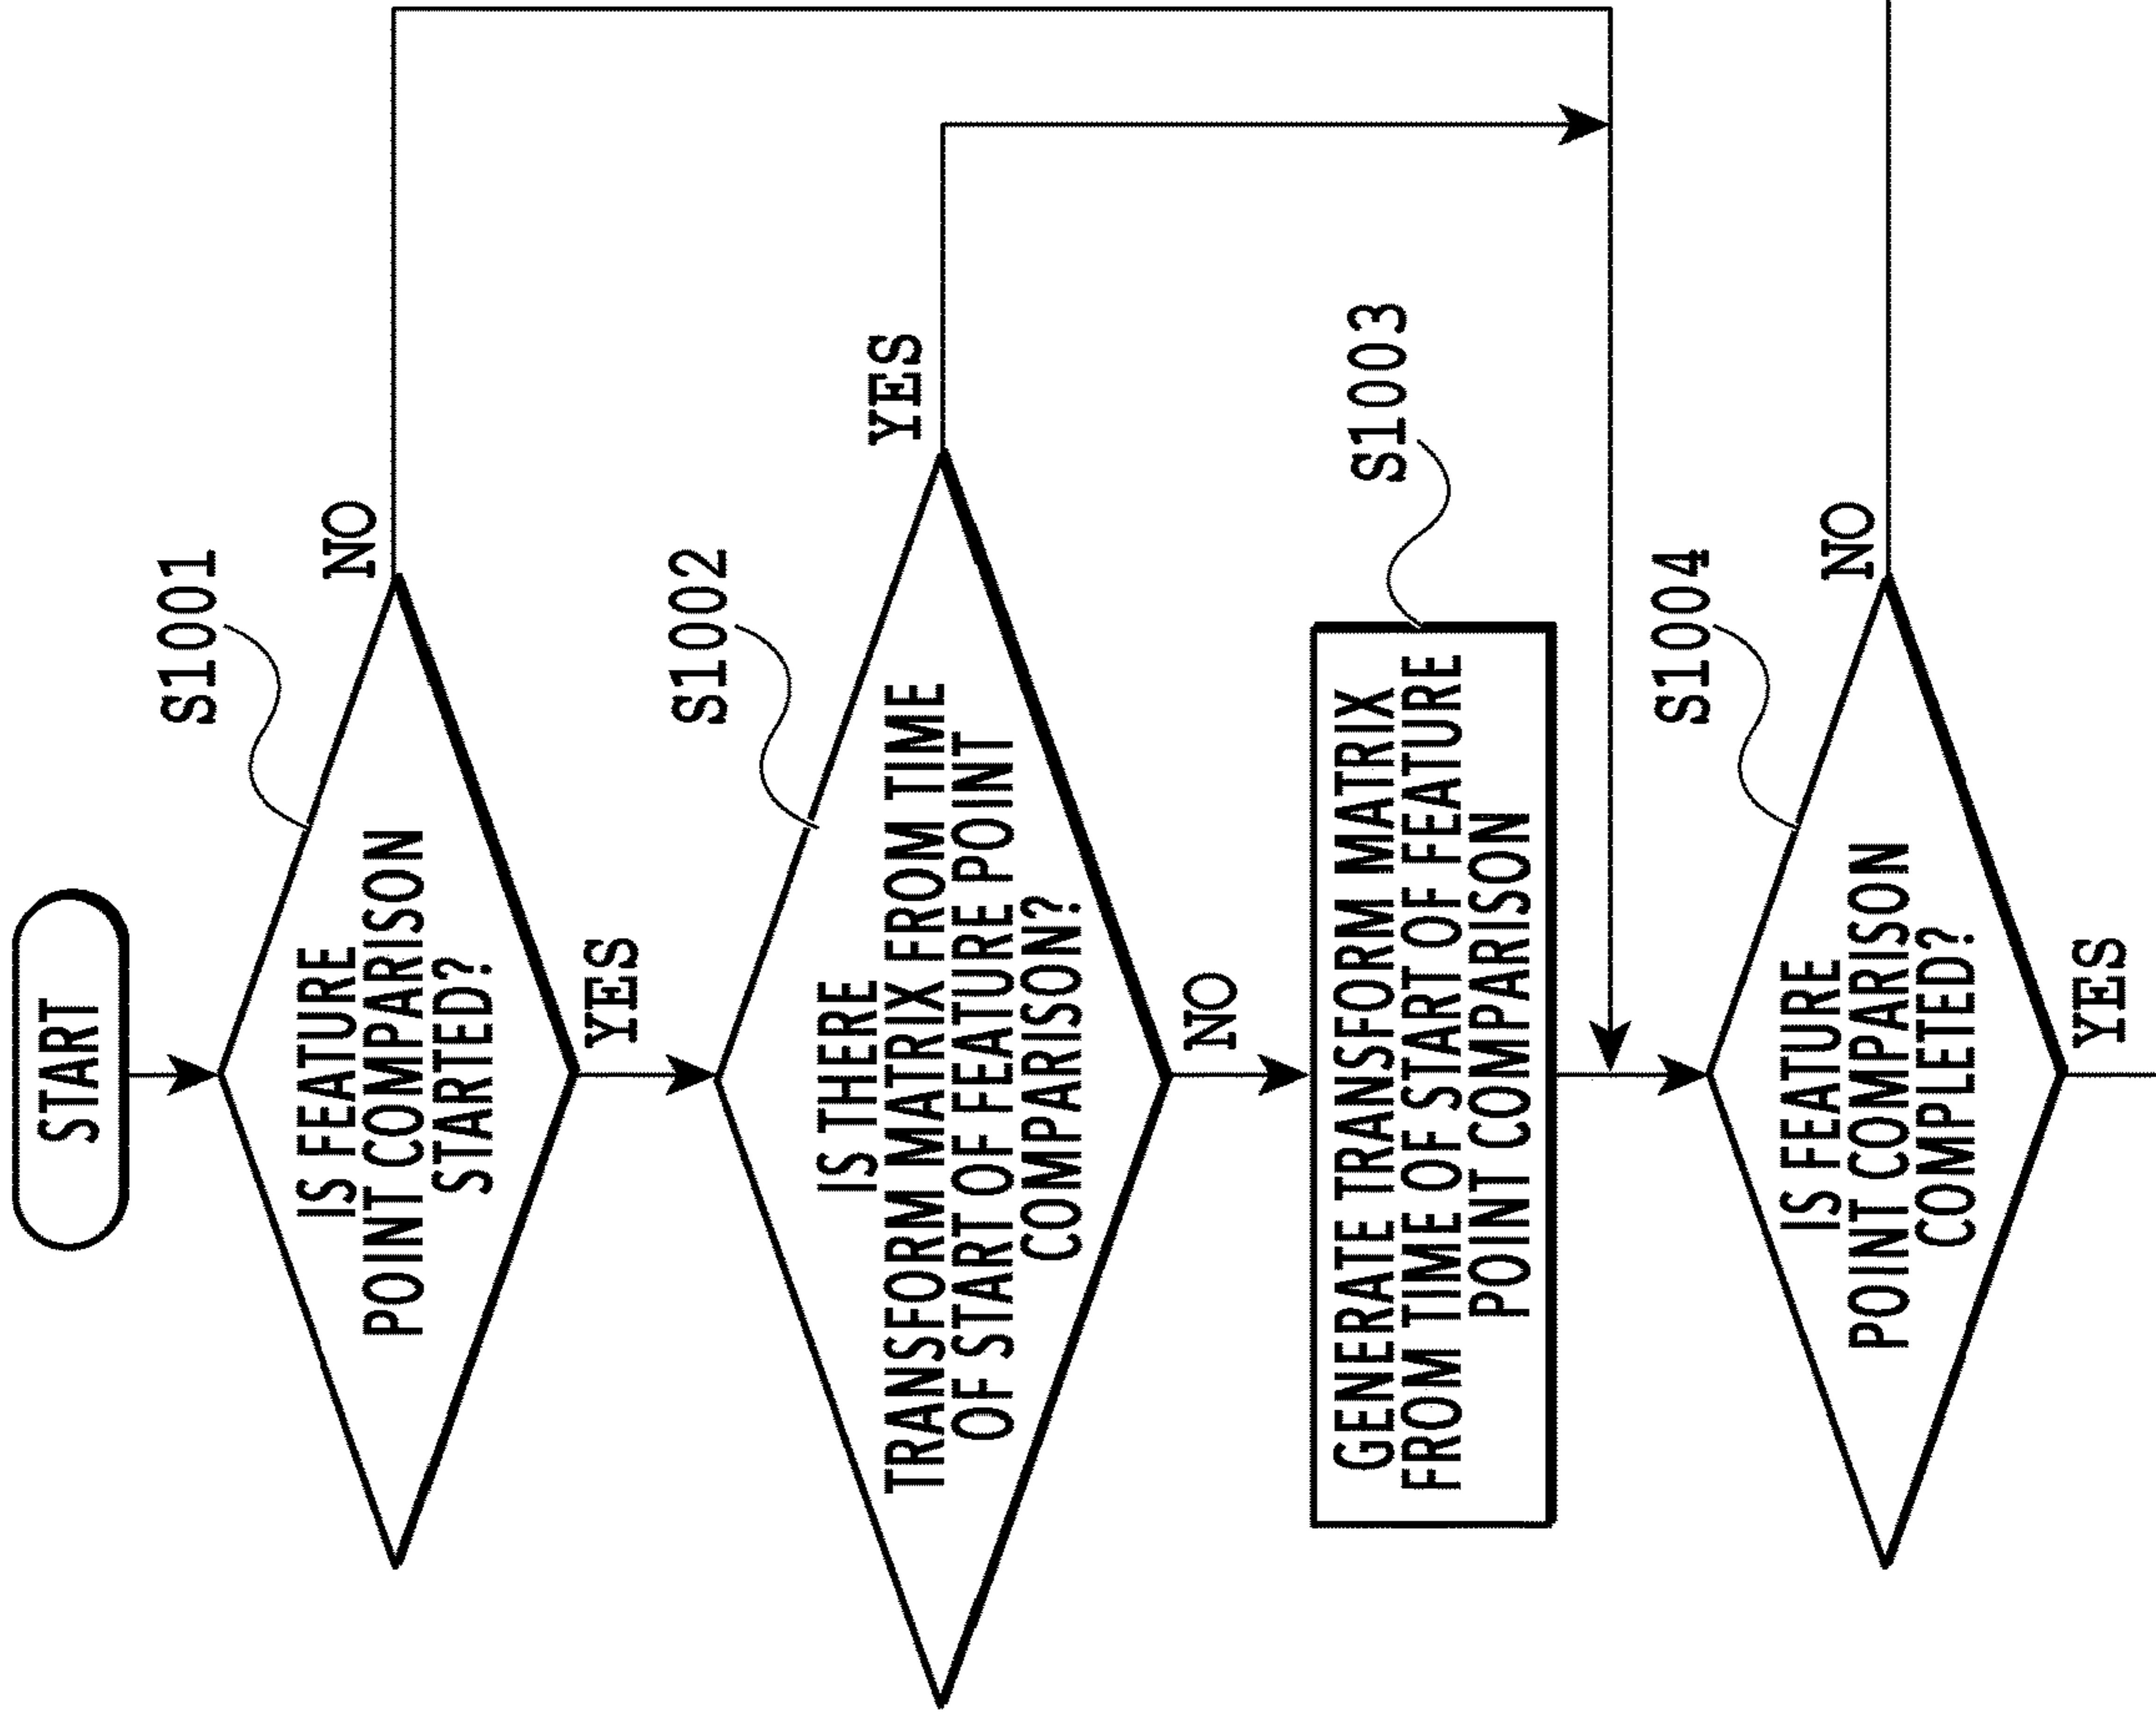 START
S1001
IS FEATURE
POINT COMPARISON
STARTED?
NO
YES
S1002
IS THERE
TRANSFORM MATRIX FROM TIME
OF START OF FEATURE POINT
COMPARISON?
YES
NO
S1003
GENERATE TRANSFORM MATRIX
FROM TIME OF START OF FEATURE
POINT COMPARISON
S1004
IS FEATURE
POINT COMPARISON
COMPLETED?
NO
YES